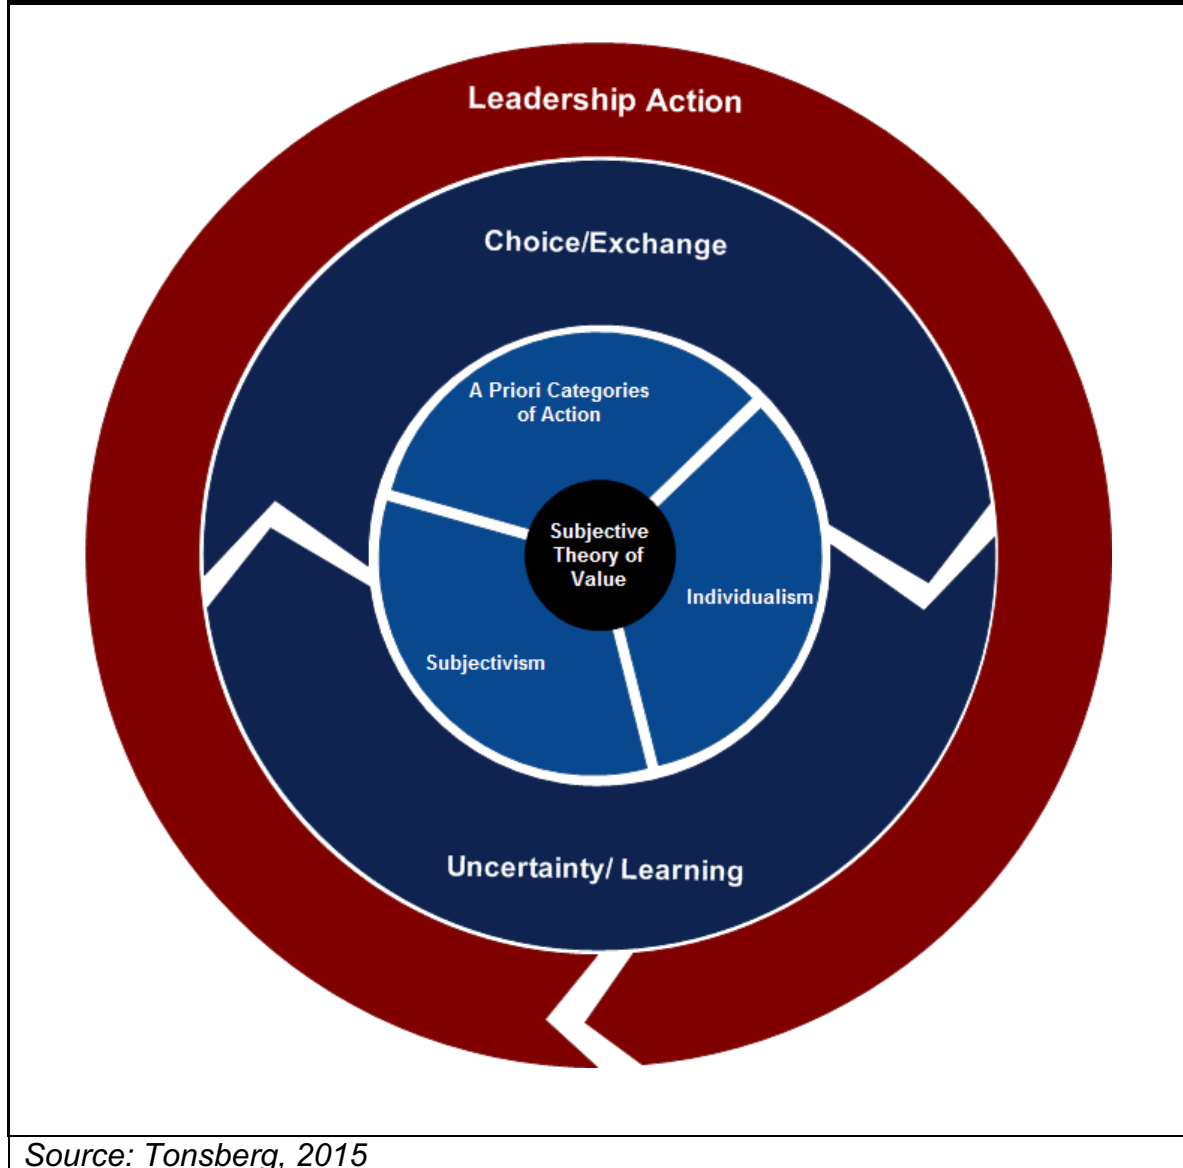 Leadership Action
Choice/Exchange
A Priori Categories
of Action
Subjective
Theory of
Value
Individualism
Subjectivism
Uncertainty/ Learning
Source: Tonsberg, 2015